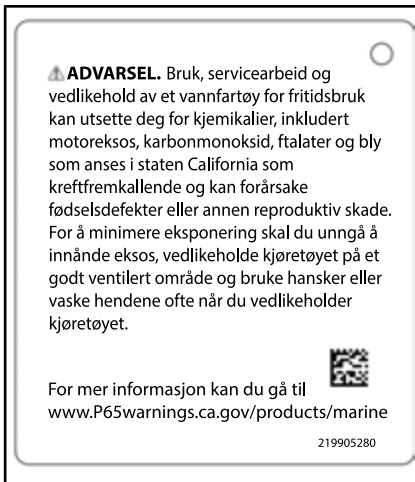 ⚠ADVARSEL. Bruk, servicearbeid og
vedlikehold av et vannfartøy for fritidsbruk
kan utsette deg for kjemikalier, inkludert
motoreksos, karbonmonoksid, ftalater og bly
som anses i staten California som
kreftfremkallende og kan forårsake
fødselsdefekter eller annen reproduktiv skade.
For å minimere eksponering skal du unngå å
innånde eksos, vedlikeholde kjøretøyet på et
godt ventilert område og bruke hansker eller
vaske hendene ofte når du vedlikeholder
kjøretøyet.
For mer informasjon kan du gå til
www.P65warnings.ca.gov/products/marine
219905280